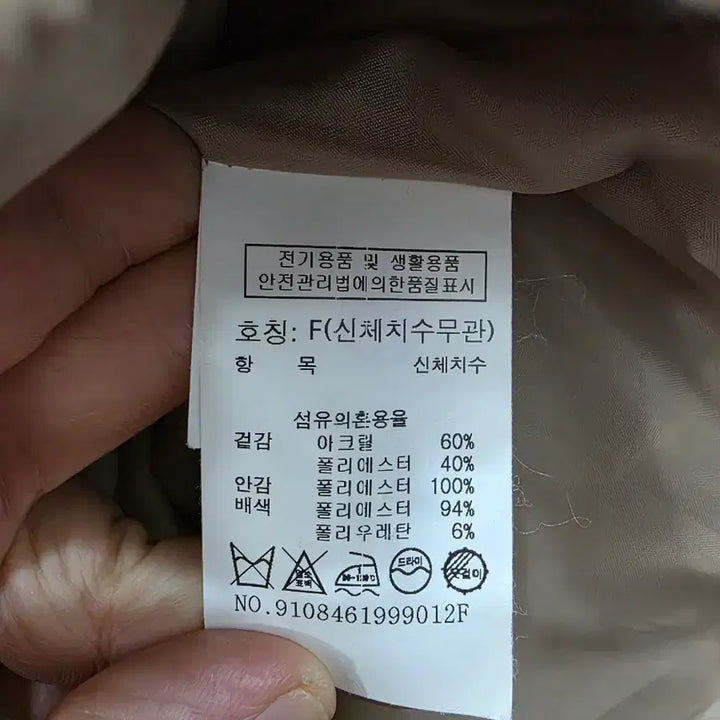 전기용품 및 생활용품
안전관리법에의한품질표시
호칭: F(신체치수무관)
항 목 신체치수
섬유의혼용율
겉감 아크릴 60%
폴리에스터 40%
안감 폴리에스터 100%
배색 폴리에스터 94%
폴리우레탄 6%
드라이
옷걸이
NO.9108461999012F